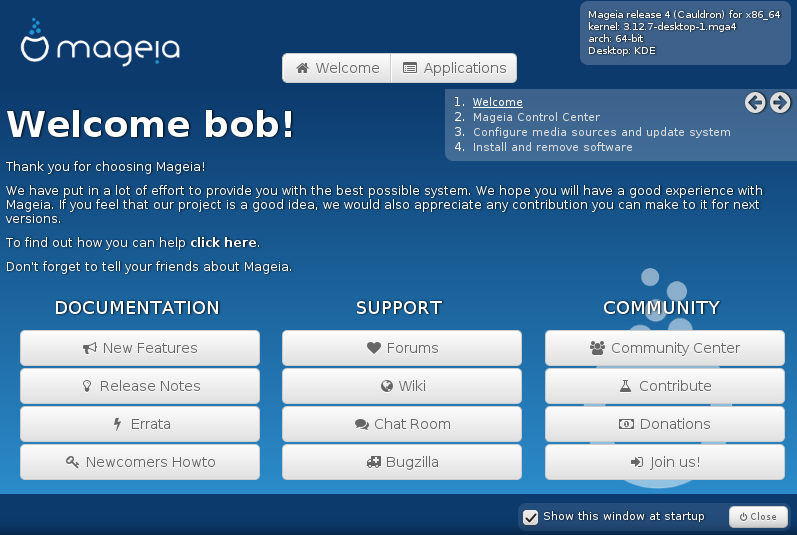 mageia
Mageia release 4 (Cauldron) for x86_64
kernel: 3.12.7-desktop-1.mga4
arch: 64-bit
Desktop: KDE
Welcome
Applications
1. Welcome
2. Mageia Control Center
3. Configure media sources and update system
4. Install and remove software
Welcome bob!
Thank you for choosing Mageia!
We have put in a lot of effort to provide you with the best possible system. We hope you will have a good experience with
Mageia. If you feel that our project is a good idea, we would also appreciate any contribution you can make to it for next
versions.
To find out how you can help click here.
Don't forget to tell your friends about Mageia.
DOCUMENTATION
New Features
Release Notes
Errata
Newcomers Howto
SUPPORT
Forums
Wiki
Chat Room
Bugzilla
COMMUNITY
Community Center
Contribute
Donations
Join us!
Show this window at startup
Close